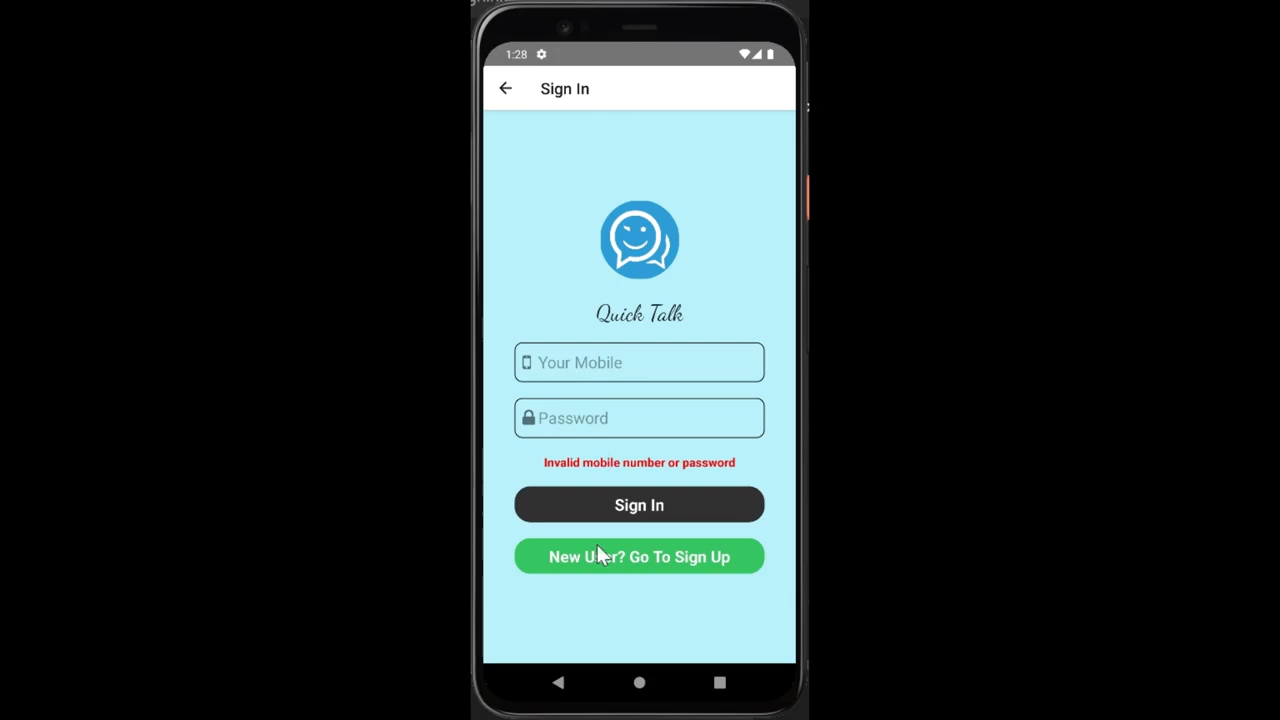 1:28
Sign In
Quick Talk
Your Mobile
Password
Invalid mobile number or password
Sign In
New User? Go To Sign Up